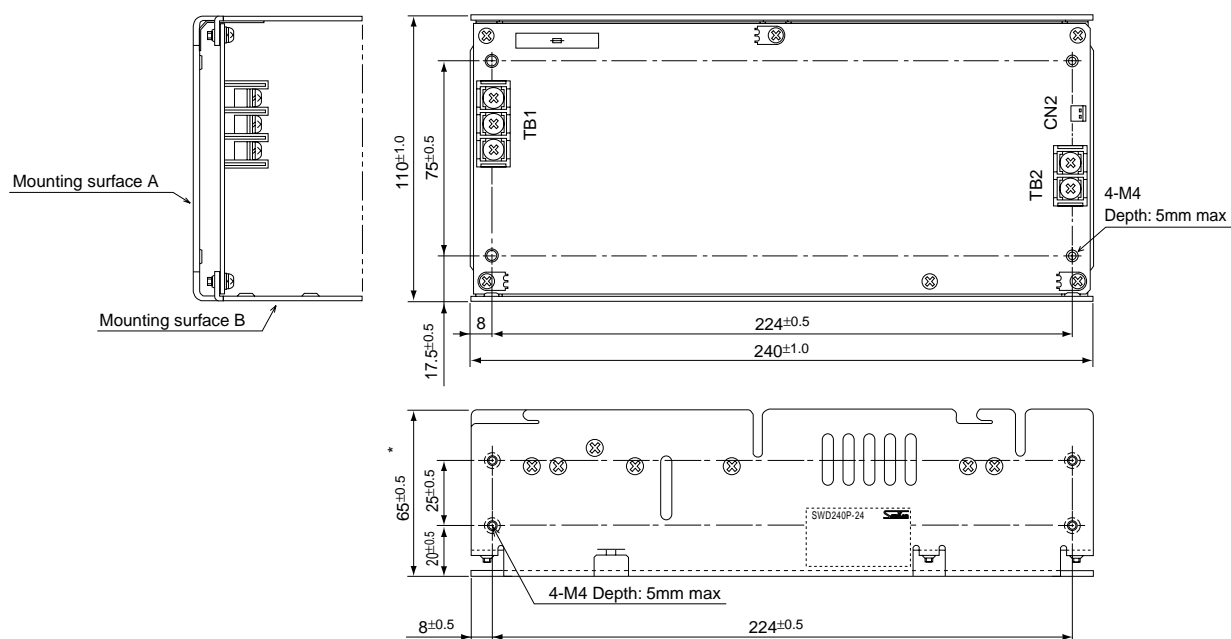 Mounting surface A
Mounting surface B
110±1.0
75±0.5
17.5±0.5
TB1
CN2
TB2
4-M4
Depth: 5mm max
8
224±0.5
240±1.0
*
65±0.5
25±0.5
20±0.5
SWD240P-24
4-M4 Depth: 5mm max
8±0.5
224±0.5